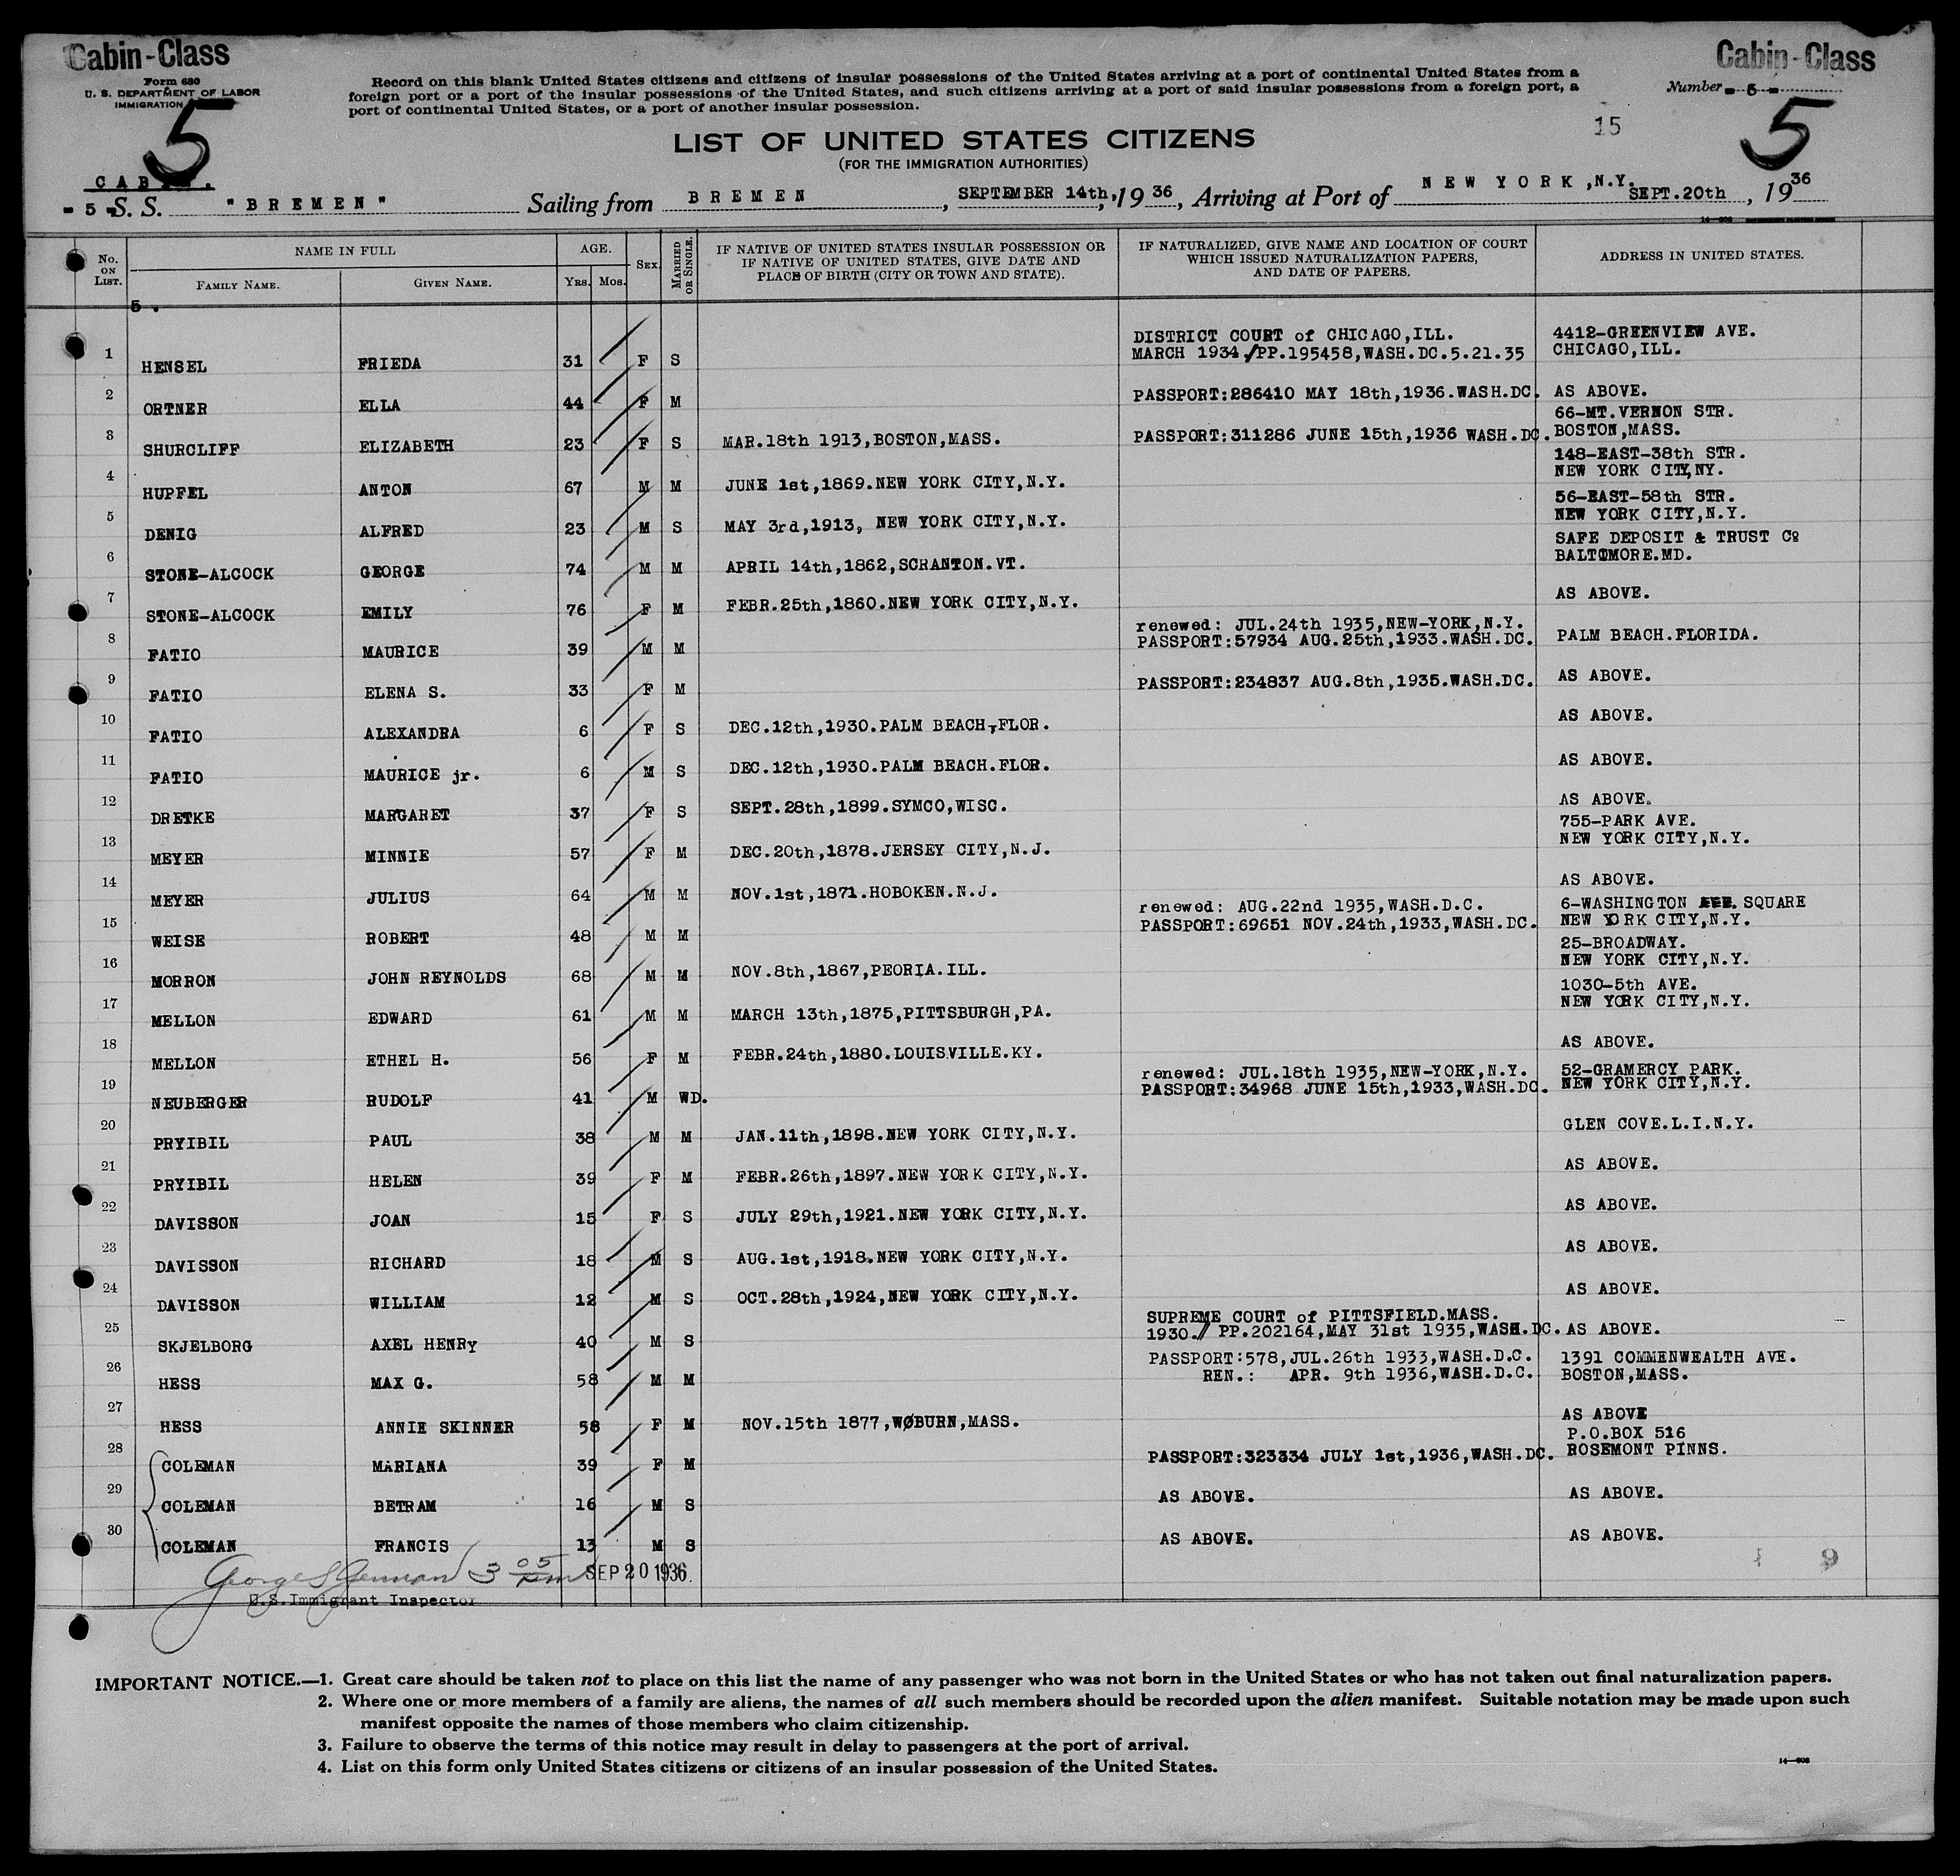 Cabin-Class
Form 630
U. S. DEPARTMENT OF LABOR
IMMIGRATION
5
Record on this blank United States citizens and citizens of insular possessions of the United States arriving at a port of continental United States from a
foreign port or a port of the insular possessions of the United States, and such citizens arriving at a port of said insular possessions from a foreign port, a
port of continental United States, or a port of another insular possession.
Cabin-Class
Number - 5 -
15
5
LIST OF UNITED STATES CITIZENS
(FOR THE IMMIGRATION AUTHORITIES)
- 5 - S. S. "BREMEN" Sailing from BREMEN, SEPTEMBER 14th, 1936, Arriving at Port of NEW YORK, N.Y. SEPT.20th, 1936
No. ON LIST. NAME IN FULL FAMILY NAME. GIVEN NAME. AGE. YRS. MOS. SEX. MARRIED OR SINGLE. IF NATIVE OF UNITED STATES INSULAR POSSESSION OR IF NATIVE OF UNITED STATES, GIVE DATE AND PLACE OF BIRTH (CITY OR TOWN AND STATE). IF NATURALIZED, GIVE NAME AND LOCATION OF COURT WHICH ISSUED NATURALIZATION PAPERS, AND DATE OF PAPERS. ADDRESS IN UNITED STATES.
5.
1 HENSEL FRIEDA 31 F S DISTRICT COURT of CHICAGO,ILL. MARCH 1934./PP.195458,WASH.DC.5.21.35 4412-GREENVIEW AVE. CHICAGO,ILL.
2 ORTNER ELLA 44 F M PASSPORT:286410 MAY 18th,1936.WASH.DC. AS ABOVE.
3 SHURCLIFF ELIZABETH 23 F S MAR.18th 1913,BOSTON,MASS. PASSPORT:311286 JUNE 15th,1936 WASH.DC. 66-MT.VERNON STR. BOSTON,MASS.
4 HUPFEL ANTON 67 M M JUNE 1st,1869.NEW YORK CITY,N.Y. 148-EAST-38th STR. NEW YORK CITY,NY.
5 DENIG ALFRED 23 M S MAY 3rd,1913, NEW YORK CITY,N.Y. 56-EAST-58th STR. NEW YORK CITY,N.Y.
6 STONE-ALCOCK GEORGE 74 M M APRIL 14th,1862,SCRANTON.VT. SAFE DEPOSIT & TRUST Co BALTIMORE.MD.
7 STONE-ALCOCK EMILY 76 F M FEBR.25th,1860.NEW YORK CITY,N.Y. AS ABOVE.
8 FATIO MAURICE 39 M M renewed: JUL.24th 1935,NEW-YORK,N.Y. PASSPORT:57934 AUG.25th,1933.WASH.DC. PALM BEACH.FLORIDA.
9 FATIO ELENA S. 33 F M PASSPORT:234837 AUG.8th,1935.WASH.DC. AS ABOVE.
10 FATIO ALEXANDRA 6 F S DEC.12th,1930.PALM BEACH,FLOR. AS ABOVE.
11 FATIO MAURICE jr. 6 M S DEC.12th,1930.PALM BEACH.FLOR. AS ABOVE.
12 DRETKE MARGARET 37 F S SEPT.28th,1899.SYMCO,WISC. AS ABOVE.
13 MEYER MINNIE 57 F M DEC.20th,1878.JERSEY CITY,N.J. 755-PARK AVE. NEW YORK CITY,N.Y.
14 MEYER JULIUS 64 M M NOV.1st,1871.HOBOKEN.N.J. AS ABOVE.
15 WEISE ROBERT 48 M M renewed: AUG.22nd 1935,WASH.D.C. PASSPORT:69651 NOV.24th,1933,WASH.DC. 6-WASHINGTON SQUARE NEW YORK CITY,N.Y.
16 MORRON JOHN REYNOLDS 68 M M NOV.8th,1867,PEORIA.ILL. 25-BROADWAY. NEW YORK CITY,N.Y.
17 MELLON EDWARD 61 M M MARCH 13th,1875,PITTSBURGH,PA. 1030-5th AVE. NEW YORK CITY,N.Y.
18 MELLON ETHEL H. 56 F M FEBR.24th,1880.LOUISVILLE.KY. AS ABOVE.
19 NEUBERGER RUDOLF 41 M WD. renewed: JUL.18th 1935,NEW-YORK,N.Y. PASSPORT:34968 JUNE 15th,1933,WASH.DC. 52-GRAMERCY PARK. NEW YORK CITY,N.Y.
20 PRYIBIL PAUL 38 M M JAN.11th,1898.NEW YORK CITY,N.Y. GLEN COVE.L.I.N.Y.
21 PRYIBIL HELEN 39 F M FEBR.26th,1897.NEW YORK CITY,N.Y. AS ABOVE.
22 DAVISSON JOAN 15 F S JULY 29th,1921.NEW YORK CITY,N.Y. AS ABOVE.
23 DAVISSON RICHARD 18 M S AUG.1st,1918.NEW YORK CITY,N.Y. AS ABOVE.
24 DAVISSON WILLIAM 12 M S OCT.28th,1924,NEW YORK CITY,N.Y. AS ABOVE.
25 SKJELBORG AXEL HENRy 40 M S SUPREME COURT of PITTSFIELD.MASS. 1930.// PP.202164,MAY 31st 1935,WASH.DC. AS ABOVE.
26 HESS MAX G. 58 M M PASSPORT:578,JUL.26th 1933,WASH.D.C. REN.: APR. 9th 1936,WASH.D.C. 1391 COMMENWEALTH AVE. BOSTON,MASS.
27 HESS ANNIE SKINNER 58 F M NOV.15th 1877,WOBURN,MASS. AS ABOVE
28 COLEMAN MARIANA 39 F M PASSPORT:323334 JULY 1st,1936,WASH.DC. P.O.BOX 516 ROSEMONT PINNS.
29 COLEMAN BETRAM 16 M S AS ABOVE. AS ABOVE.
30 COLEMAN FRANCIS 13 M S AS ABOVE. AS ABOVE.
George 3 05 pm SEP 20 1936
U.S.Immigrant Inspector
9
IMPORTANT NOTICE.—1. Great care should be taken not to place on this list the name of any passenger who was not born in the United States or who has not taken out final naturalization papers.
2. Where one or more members of a family are aliens, the names of all such members should be recorded upon the alien manifest. Suitable notation may be made upon such
manifest opposite the names of those members who claim citizenship.
3. Failure to observe the terms of this notice may result in delay to passengers at the port of arrival.
4. List on this form only United States citizens or citizens of an insular possession of the United States.